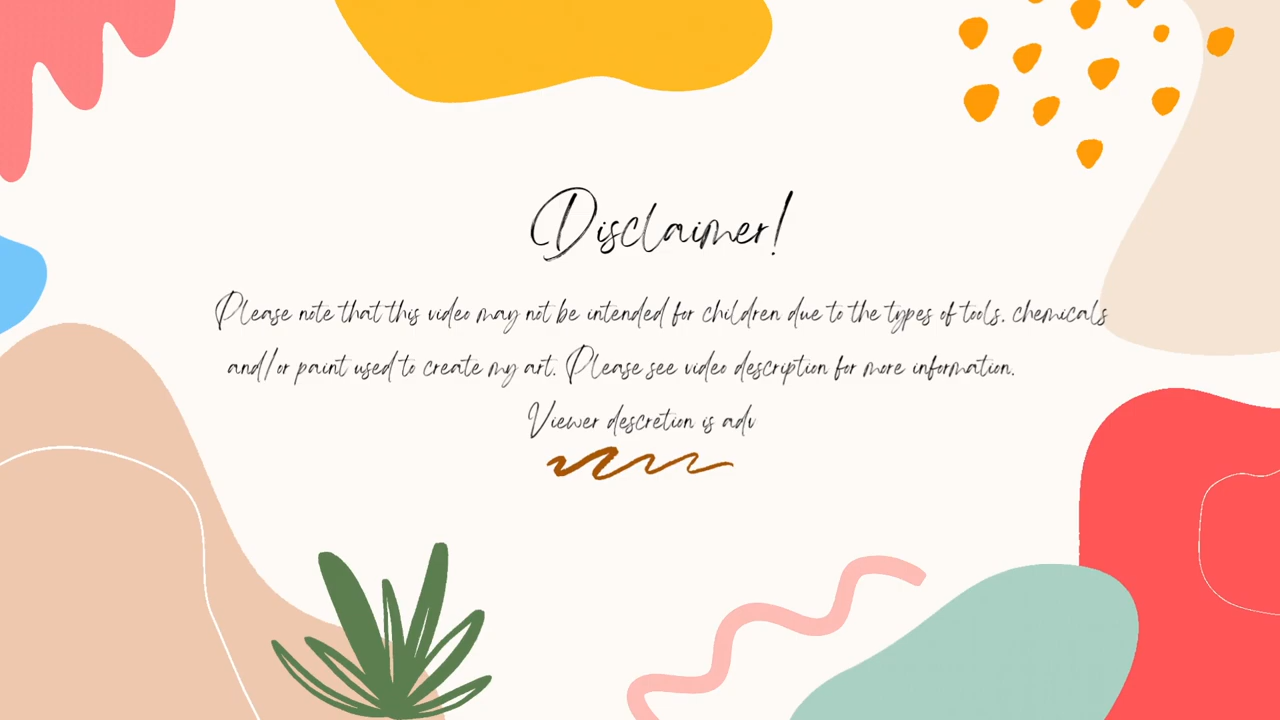 Disclaimer!
Please note that this video may not be intended for children due to the types of tools, chemicals
and/or paint used to create my art. Please see video description for more information.
Viewer descretion is adv